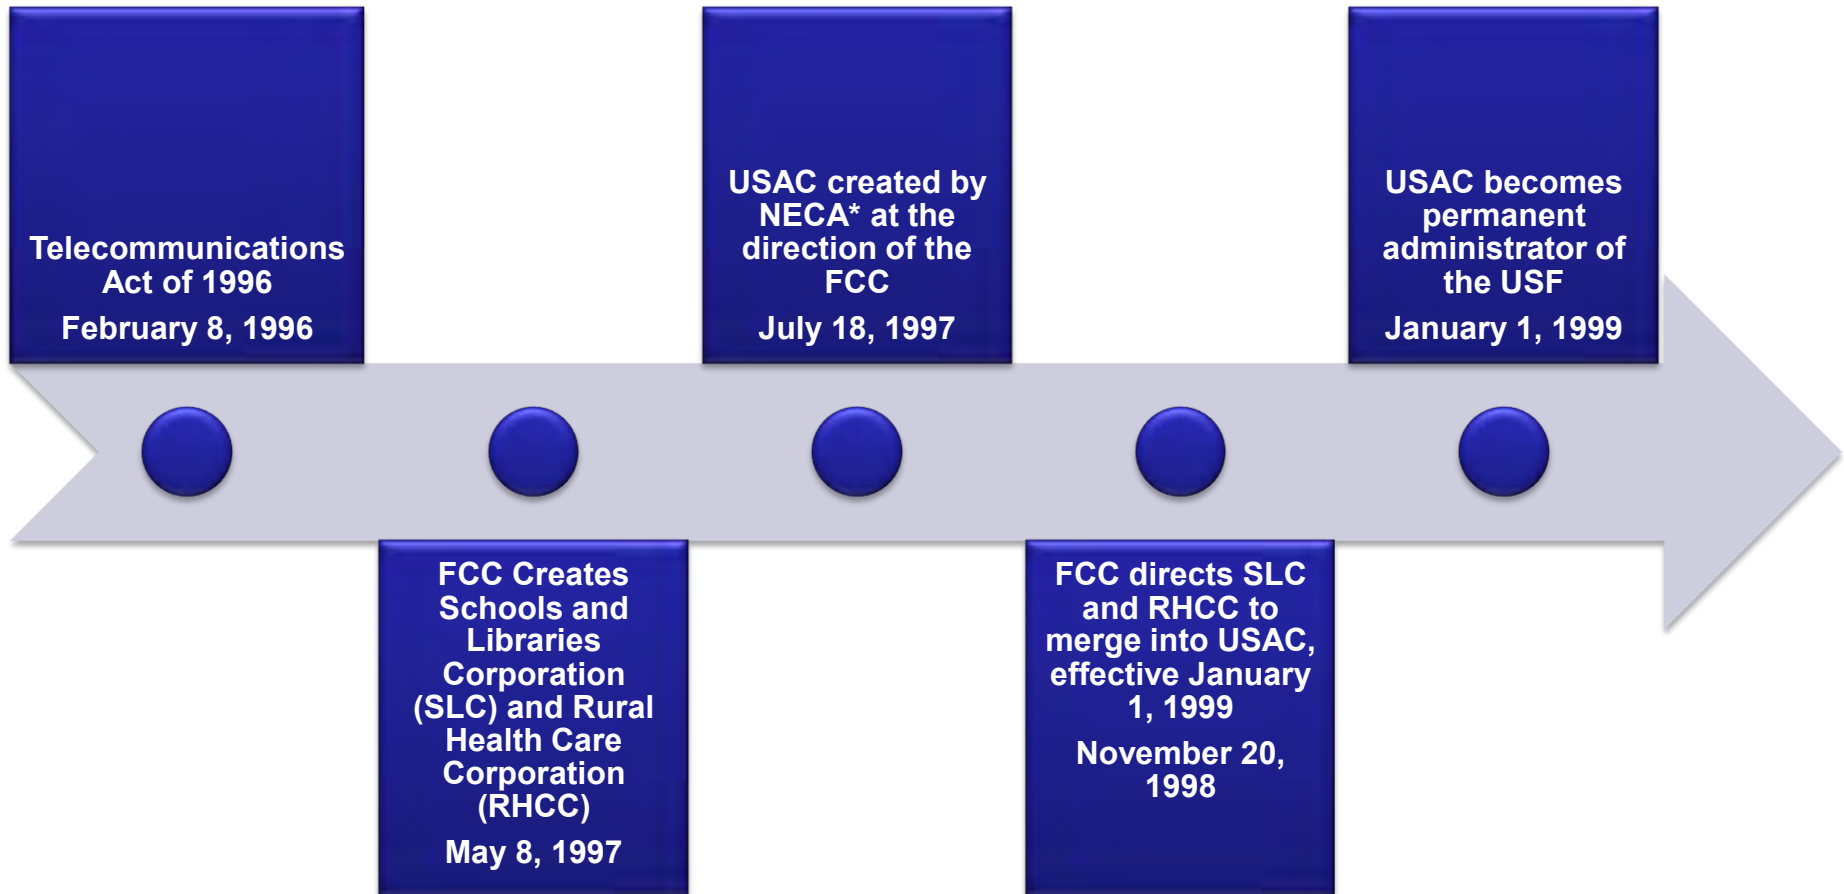 Telecommunications
Act of 1996
February 8, 1996
FCC Creates
Schools and
Libraries
Corporation
(SLC) and Rural
Health Care
Corporation
(RHCC)
May 8, 1997
USAC created by
NECA* at the
direction of the
FCC
July 18, 1997
FCC directs SLC
and RHCC to
merge into USAC,
effective January
1, 1999
November 20,
1998
USAC becomes
permanent
administrator of
the USF
January 1, 1999